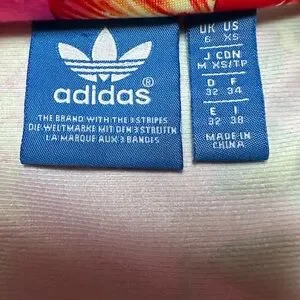 adidas®
THE BRAND WITH THE 3 STRIPES
DIE WELTMARKE MIT DEN 3 STREIFEN
LA MARQUE AUX 3 BANDES
UK US
6 XS
J CDN
M XS/TP
D F
32 34
E I
32 38
MADE IN
CHINA